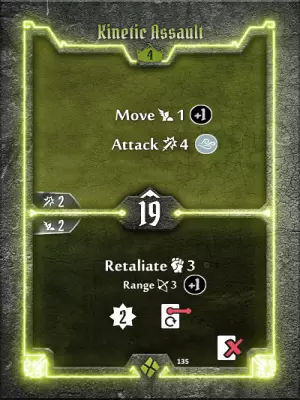 Kinetic Assault
4
Move 1 +1
Attack 4
2
19
2
Retaliate 3
Range 3 +1
2
135